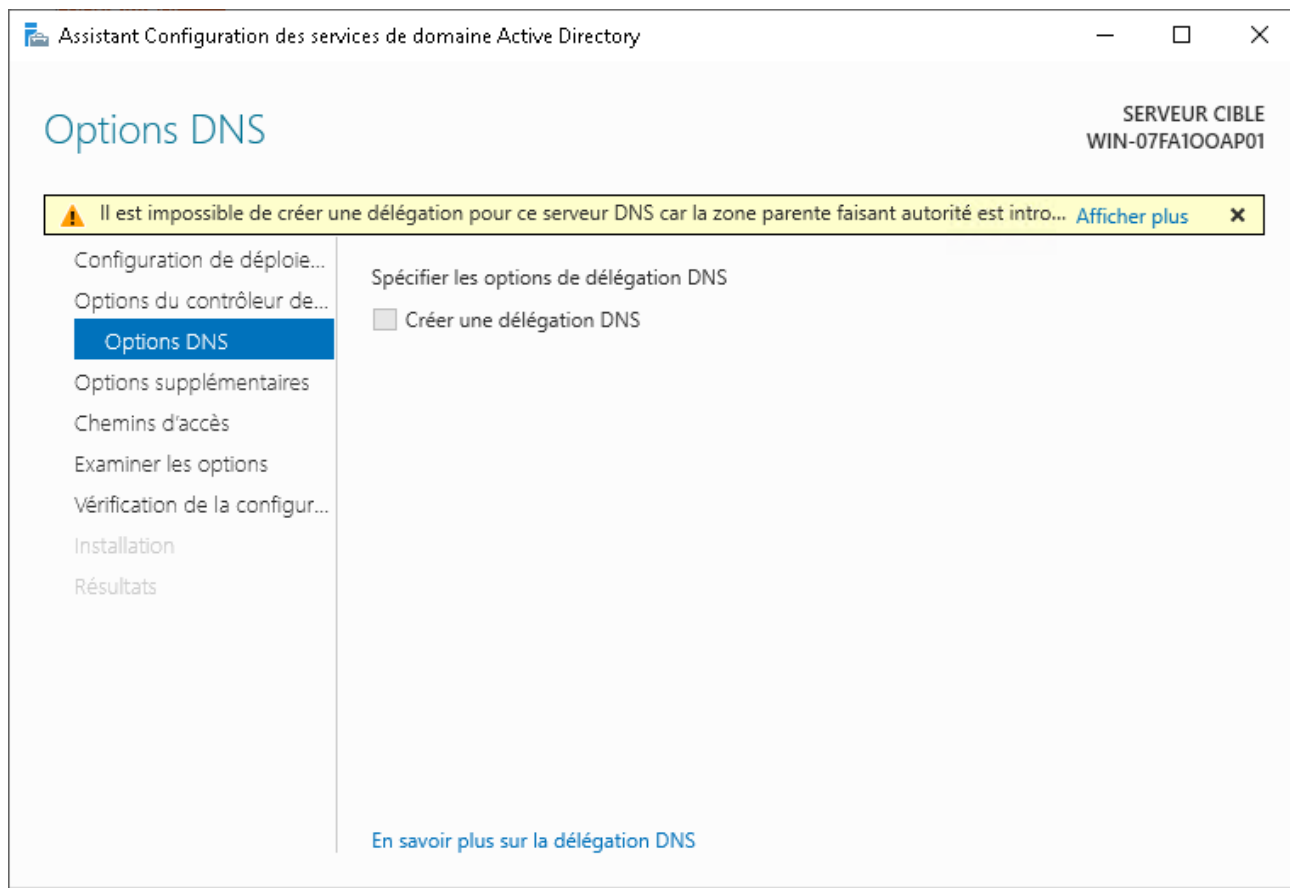 Assistant Configuration des services de domaine Active Directory
Options DNS
SERVEUR CIBLE
WIN-07FA1OOAP01
Il est impossible de créer une délégation pour ce serveur DNS car la zone parente faisant autorité est intro... Afficher plus
Configuration de déploie...
Options du contrôleur de...
Options DNS
Options supplémentaires
Chemins d'accès
Examiner les options
Vérification de la configur...
Installation
Résultats
Spécifier les options de délégation DNS
Créer une délégation DNS
En savoir plus sur la délégation DNS